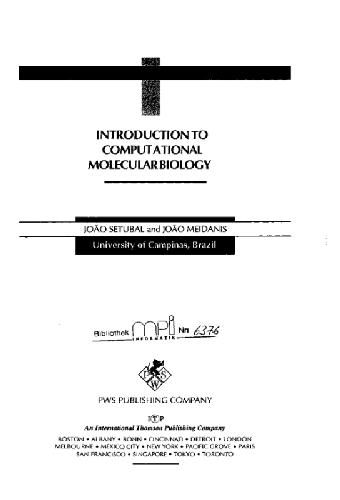 INTRODUCTION TO
COMPUTATIONAL
MOLECULAR BIOLOGY
JOÃO SETUBAL and JOÃO MEIDANIS
University of Campinas, Brazil
Bibliothek mpi Nr. 6376
INFORMATIK
PWS
PWS PUBLISHING COMPANY
ITP
An International Thomson Publishing Company
BOSTON • ALBANY • BONN • CINCINNATI • DETROIT • LONDON
MELBOURNE • MEXICO CITY • NEW YORK • PACIFIC GROVE • PARIS
SAN FRANCISCO • SINGAPORE • TOKYO • TORONTO